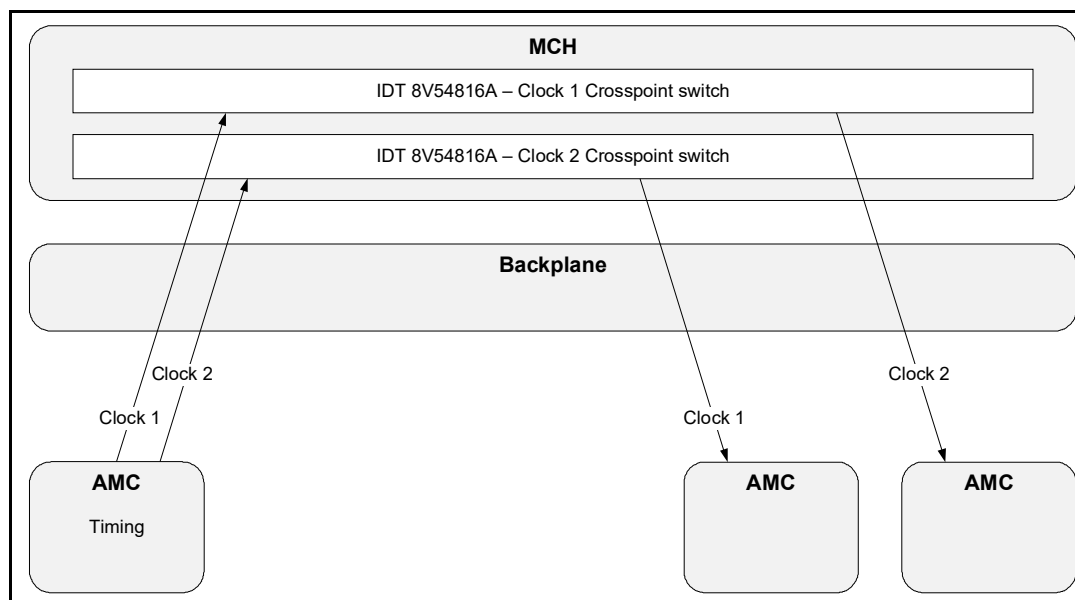 MCH
IDT 8V54816A – Clock 1 Crosspoint switch
IDT 8V54816A – Clock 2 Crosspoint switch
Backplane
Clock 2
Clock 2
Clock 1
Clock 1
AMC
AMC
AMC
Timing